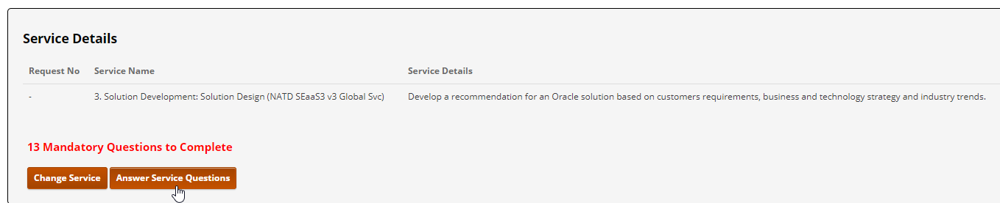 Service Details
Request No Service Name Service Details
- 3. Solution Development: Solution Design (NATD SEaaS3 v3 Global Svc) Develop a recommendation for an Oracle solution based on customers requirements, business and technology strategy and industry trends.
13 Mandatory Questions to Complete
Change Service Answer Service Questions